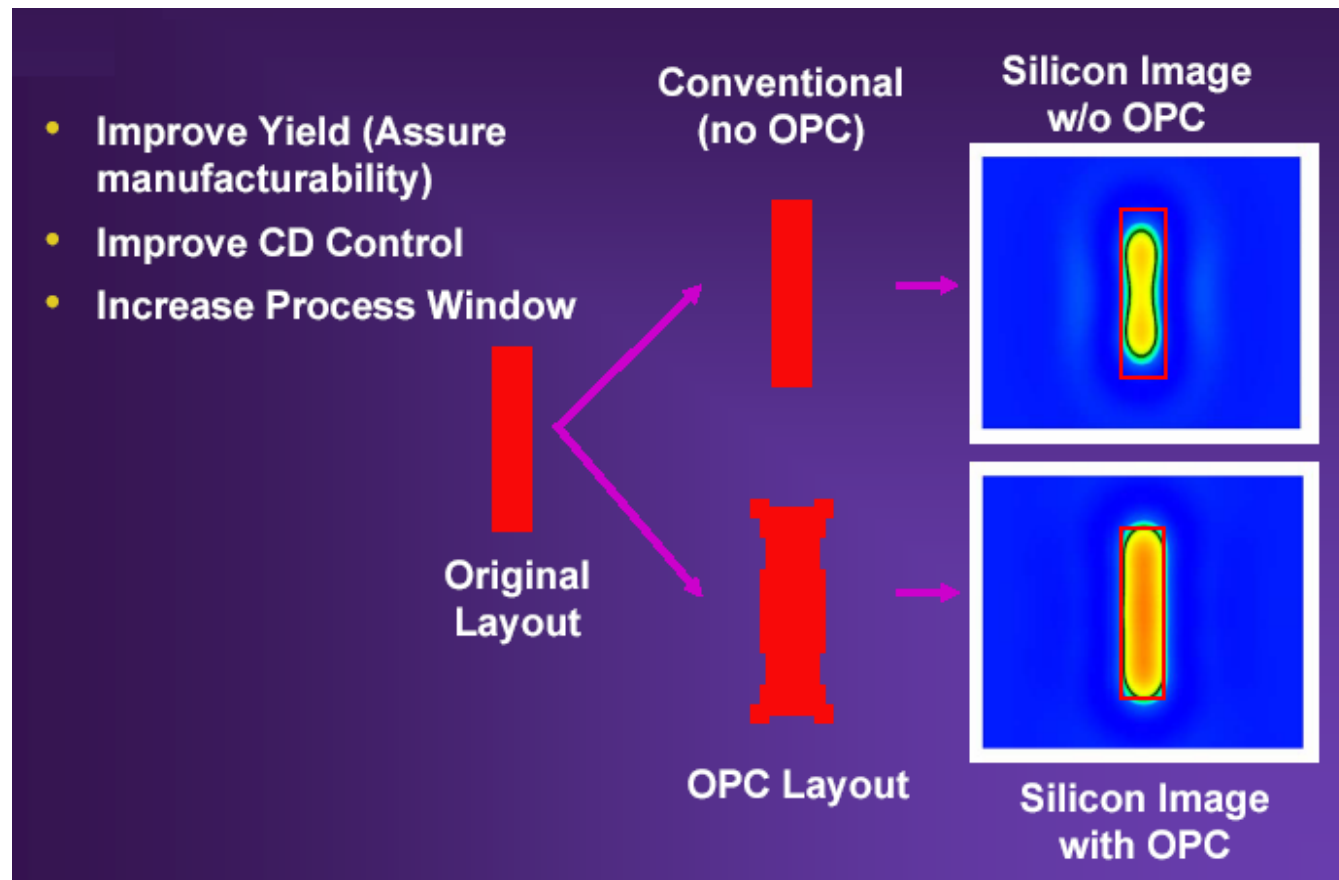 Improve Yield (Assure
manufacturability)
Improve CD Control
Increase Process Window
Original
Layout
Conventional
(no OPC)
OPC Layout
Silicon Image
w/o OPC
Silicon Image
with OPC